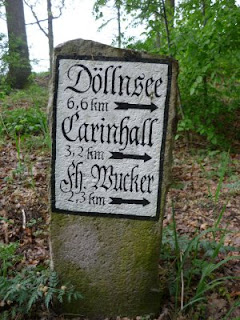 Döllnsee
6,6 km
Carinhall
3,2 km
Fh. Wucker
2,3 km